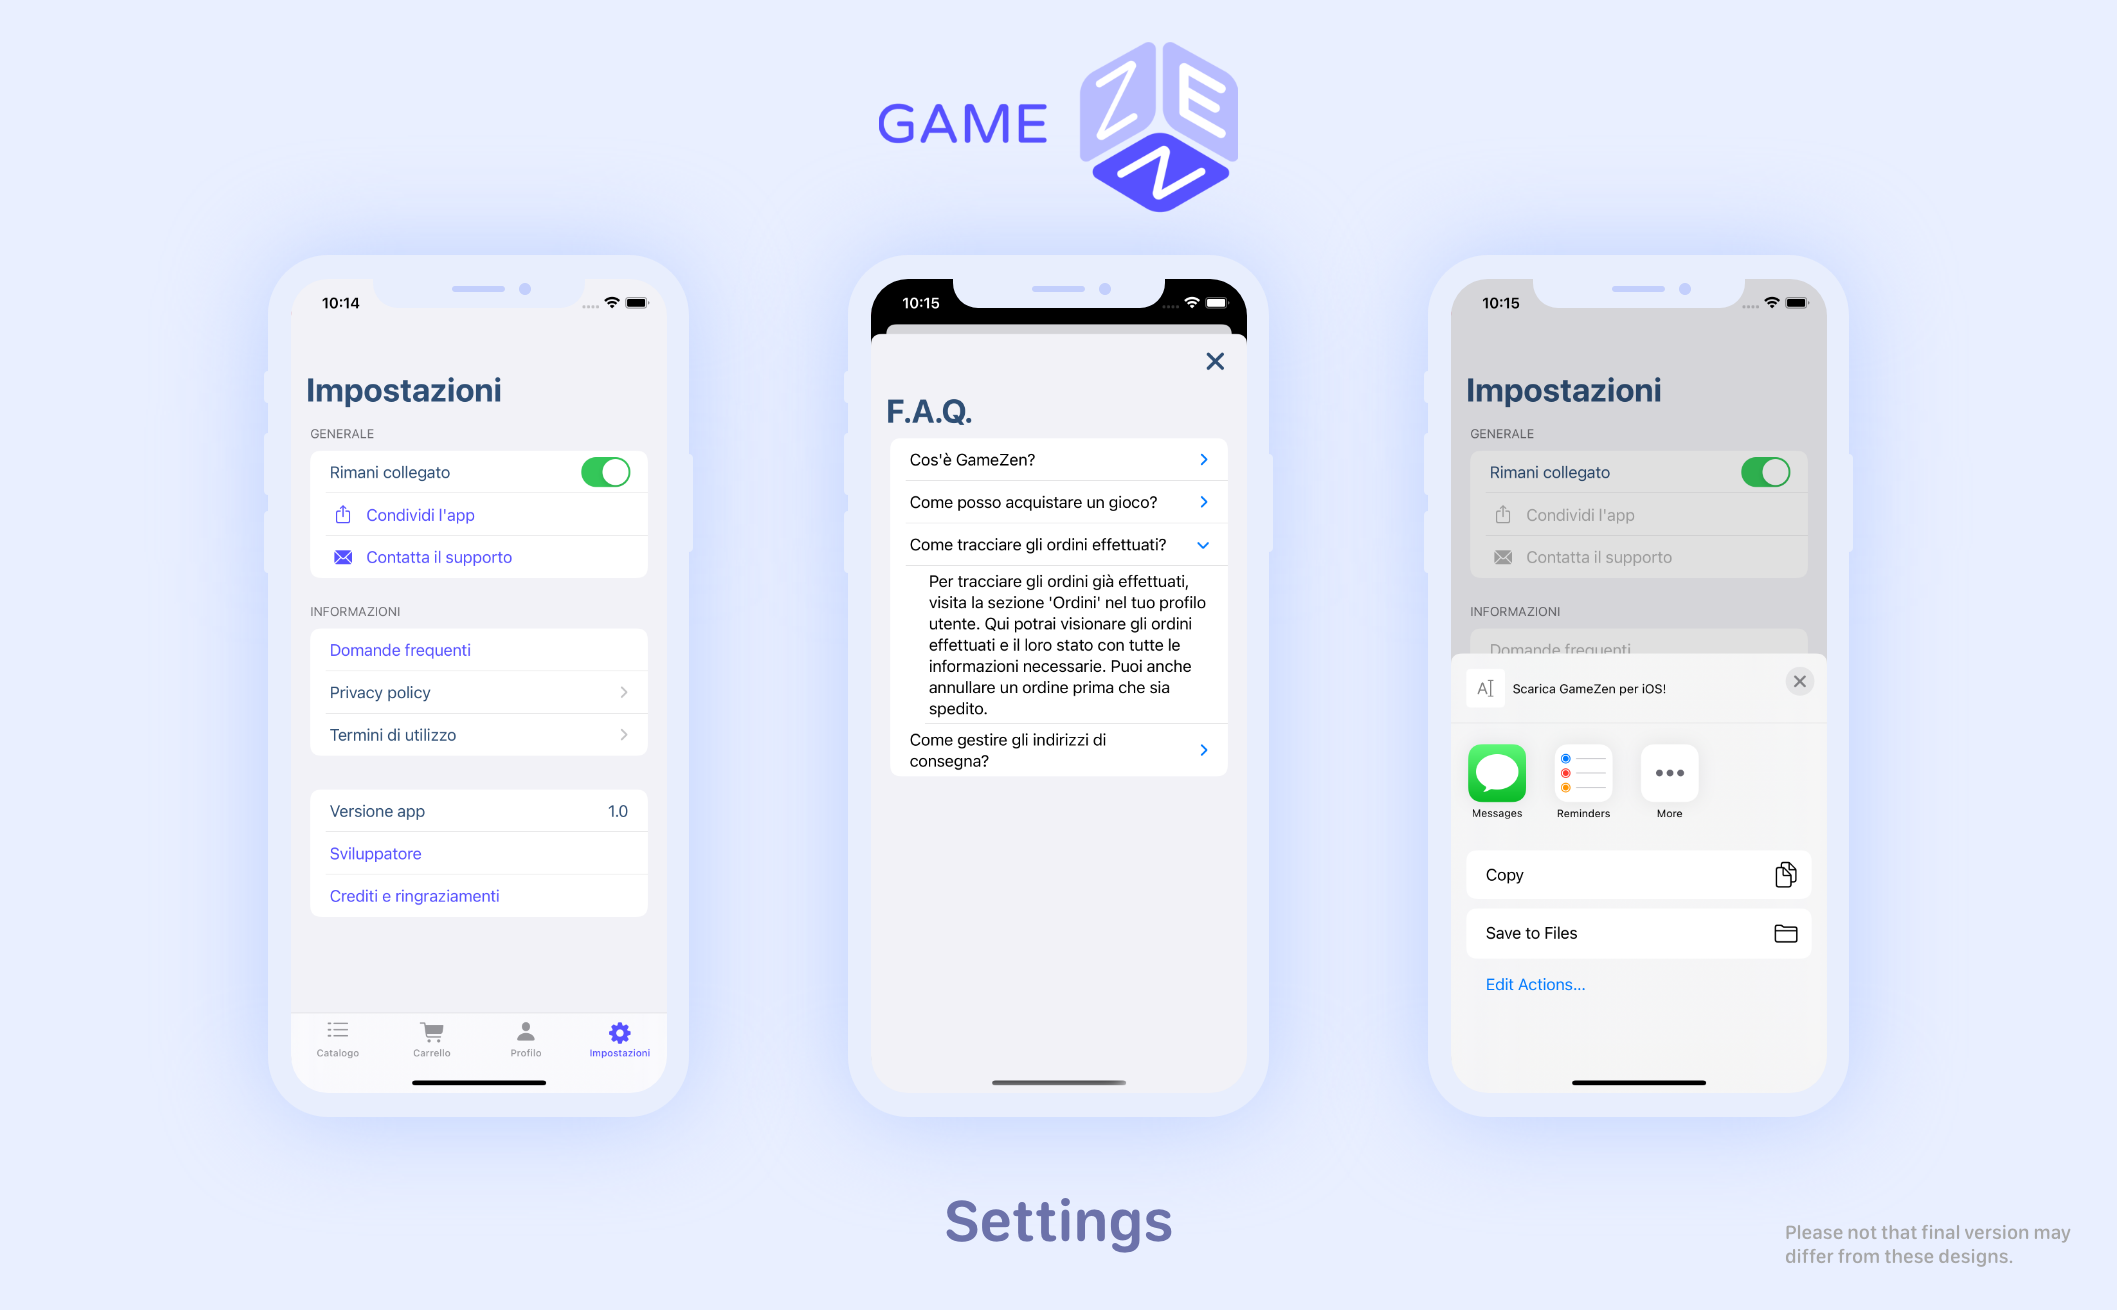 GAME ZEN
10:14
Impostazioni
GENERALE
Rimani collegato
Condividi l'app
Contatta il supporto
INFORMAZIONI
Domande frequenti
Privacy policy
Termini di utilizzo
Versione app 1.0
Sviluppatore
Crediti e ringraziamenti
Catalogo Carrello Profilo Impostazioni
10:15
F.A.Q.
Cos'è GameZen?
Come posso acquistare un gioco?
Come tracciare gli ordini effettuati?
Per tracciare gli ordini già effettuati,
visita la sezione 'Ordini' nel tuo profilo
utente. Qui potrai visionare gli ordini
effettuati e il loro stato con tutte le
informazioni necessarie. Puoi anche
annullare un ordine prima che sia
spedito.
Come gestire gli indirizzi di
consegna?
10:15
Impostazioni
GENERALE
Rimani collegato
Condividi l'app
Contatta il supporto
INFORMAZIONI
Domande frequenti
A Scarica GameZen per iOS!
Messages Reminders More
Copy
Save to Files
Edit Actions...
Settings
Please not that final version may
differ from these designs.